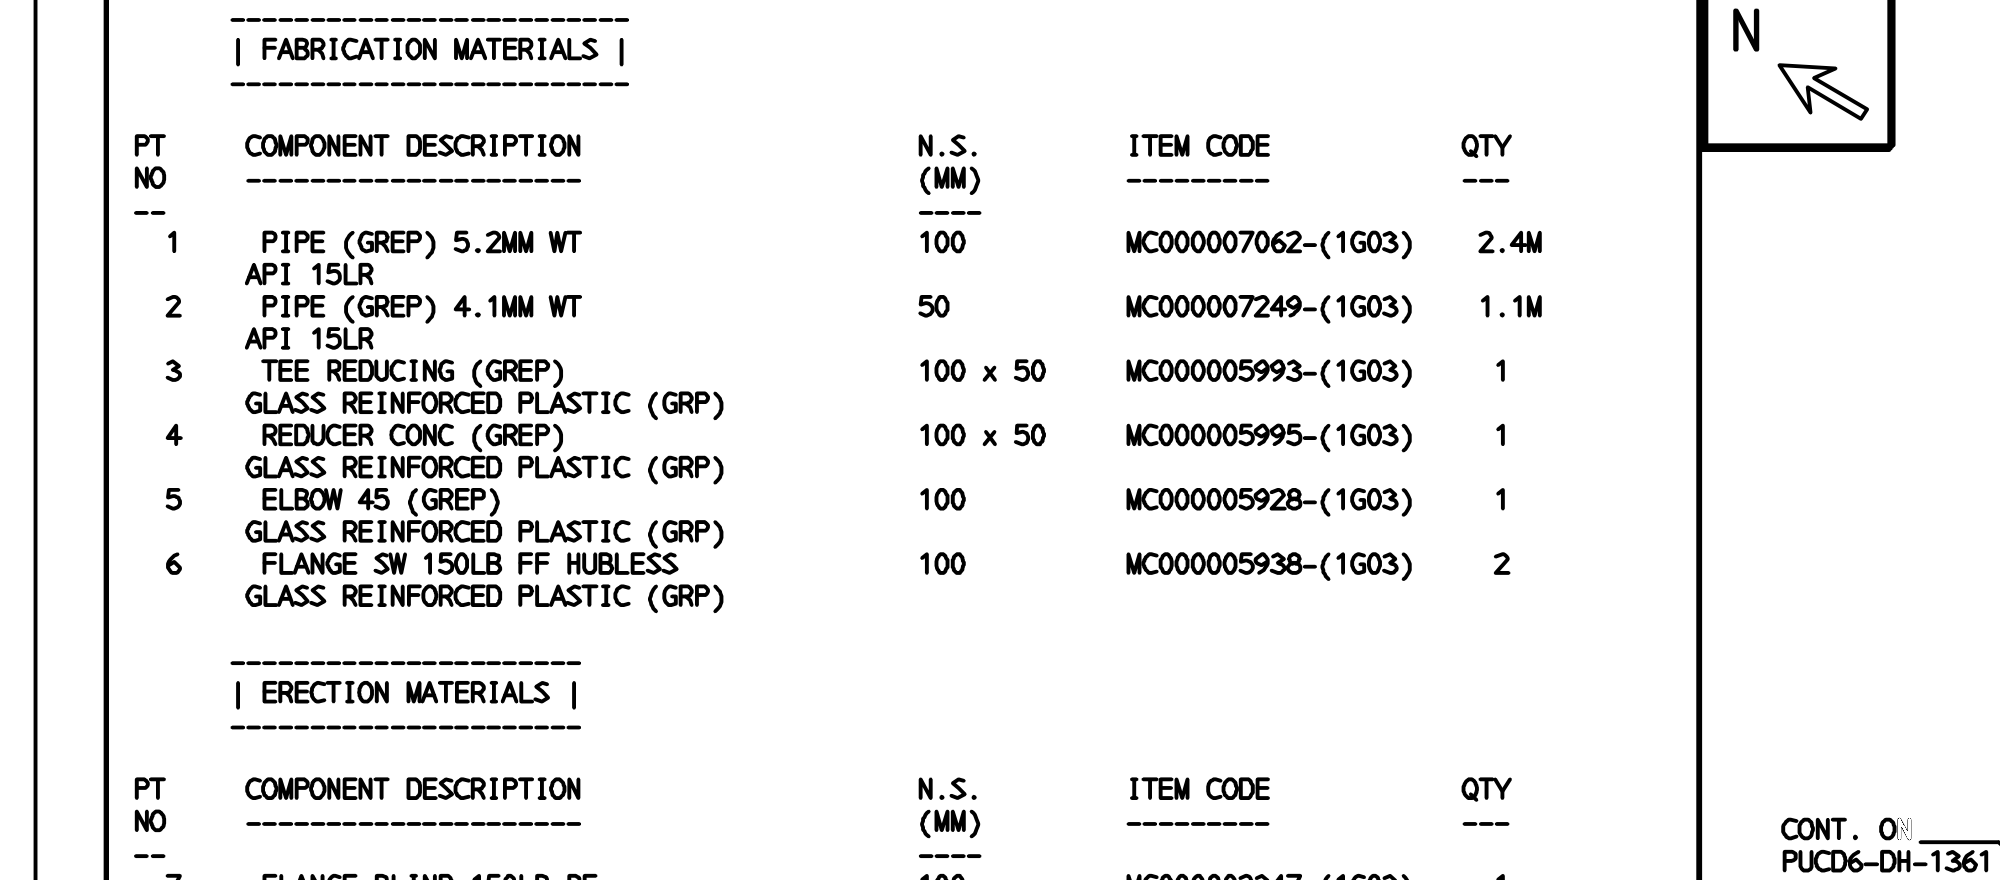 ------------------------- 
| FABRICATION MATERIALS |
-------------------------
N
PT COMPONENT DESCRIPTION N.S. ITEM CODE QTY
NO --------------------- (MM) --------- ---
-- ----
1 PIPE (GREP) 5.2MM WT 100 MC000007062-(1G03) 2.4M
API 15LR
2 PIPE (GREP) 4.1MM WT 50 MC000007249-(1G03) 1.1M
API 15LR
3 TEE REDUCING (GREP) 100 x 50 MC000005993-(1G03) 1
GLASS REINFORCED PLASTIC (GRP)
4 REDUCER CONC (GREP) 100 x 50 MC000005995-(1G03) 1
GLASS REINFORCED PLASTIC (GRP)
5 ELBOW 45 (GREP) 100 MC000005928-(1G03) 1
GLASS REINFORCED PLASTIC (GRP)
6 FLANGE SW 150LB FF HUBLESS 100 MC000005938-(1G03) 2
GLASS REINFORCED PLASTIC (GRP)
----------------------
| ERECTION MATERIALS |
----------------------
PT COMPONENT DESCRIPTION N.S. ITEM CODE QTY
NO --------------------- (MM) --------- ---
-- ----
CONT. ON
PUCD6-DH-1361